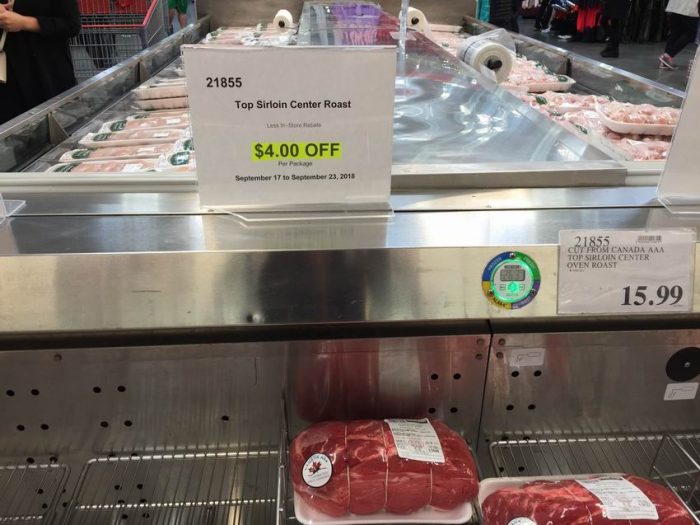 21855
Top Sirloin Center Roast
Less In-Store Rebate
$4.00 OFF
Per Package
September 17 to September 23, 2018
21855
CUT FROM CANADA AAA
TOP SIRLOIN CENTER
OVEN ROAST
15.99